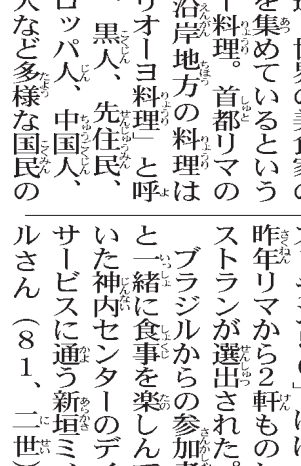 を集めているという
ー料理。首都リマの
沿岸地方の料理は
リオーヨ料理」と呼
、黒人、先住民、
ロッパ人、中国人、
人など多様な国民の
昨年リマから2軒もの
ストランが選出された。
ブラジルからの参加
と一緒に食事を楽しんで
いた神内センターのデ
サービスに通う新垣ミ
ルさん（81、二世